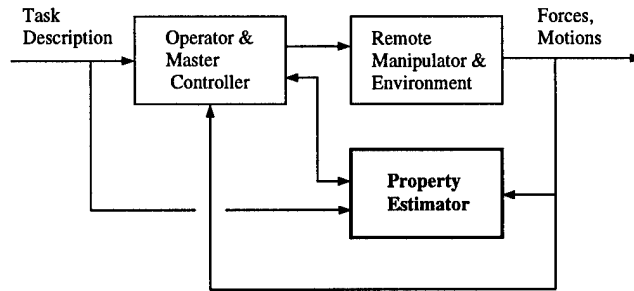 Task
Description
Operator &
Master
Controller
Remote
Manipulator &
Environment
Forces,
Motions
Property
Estimator